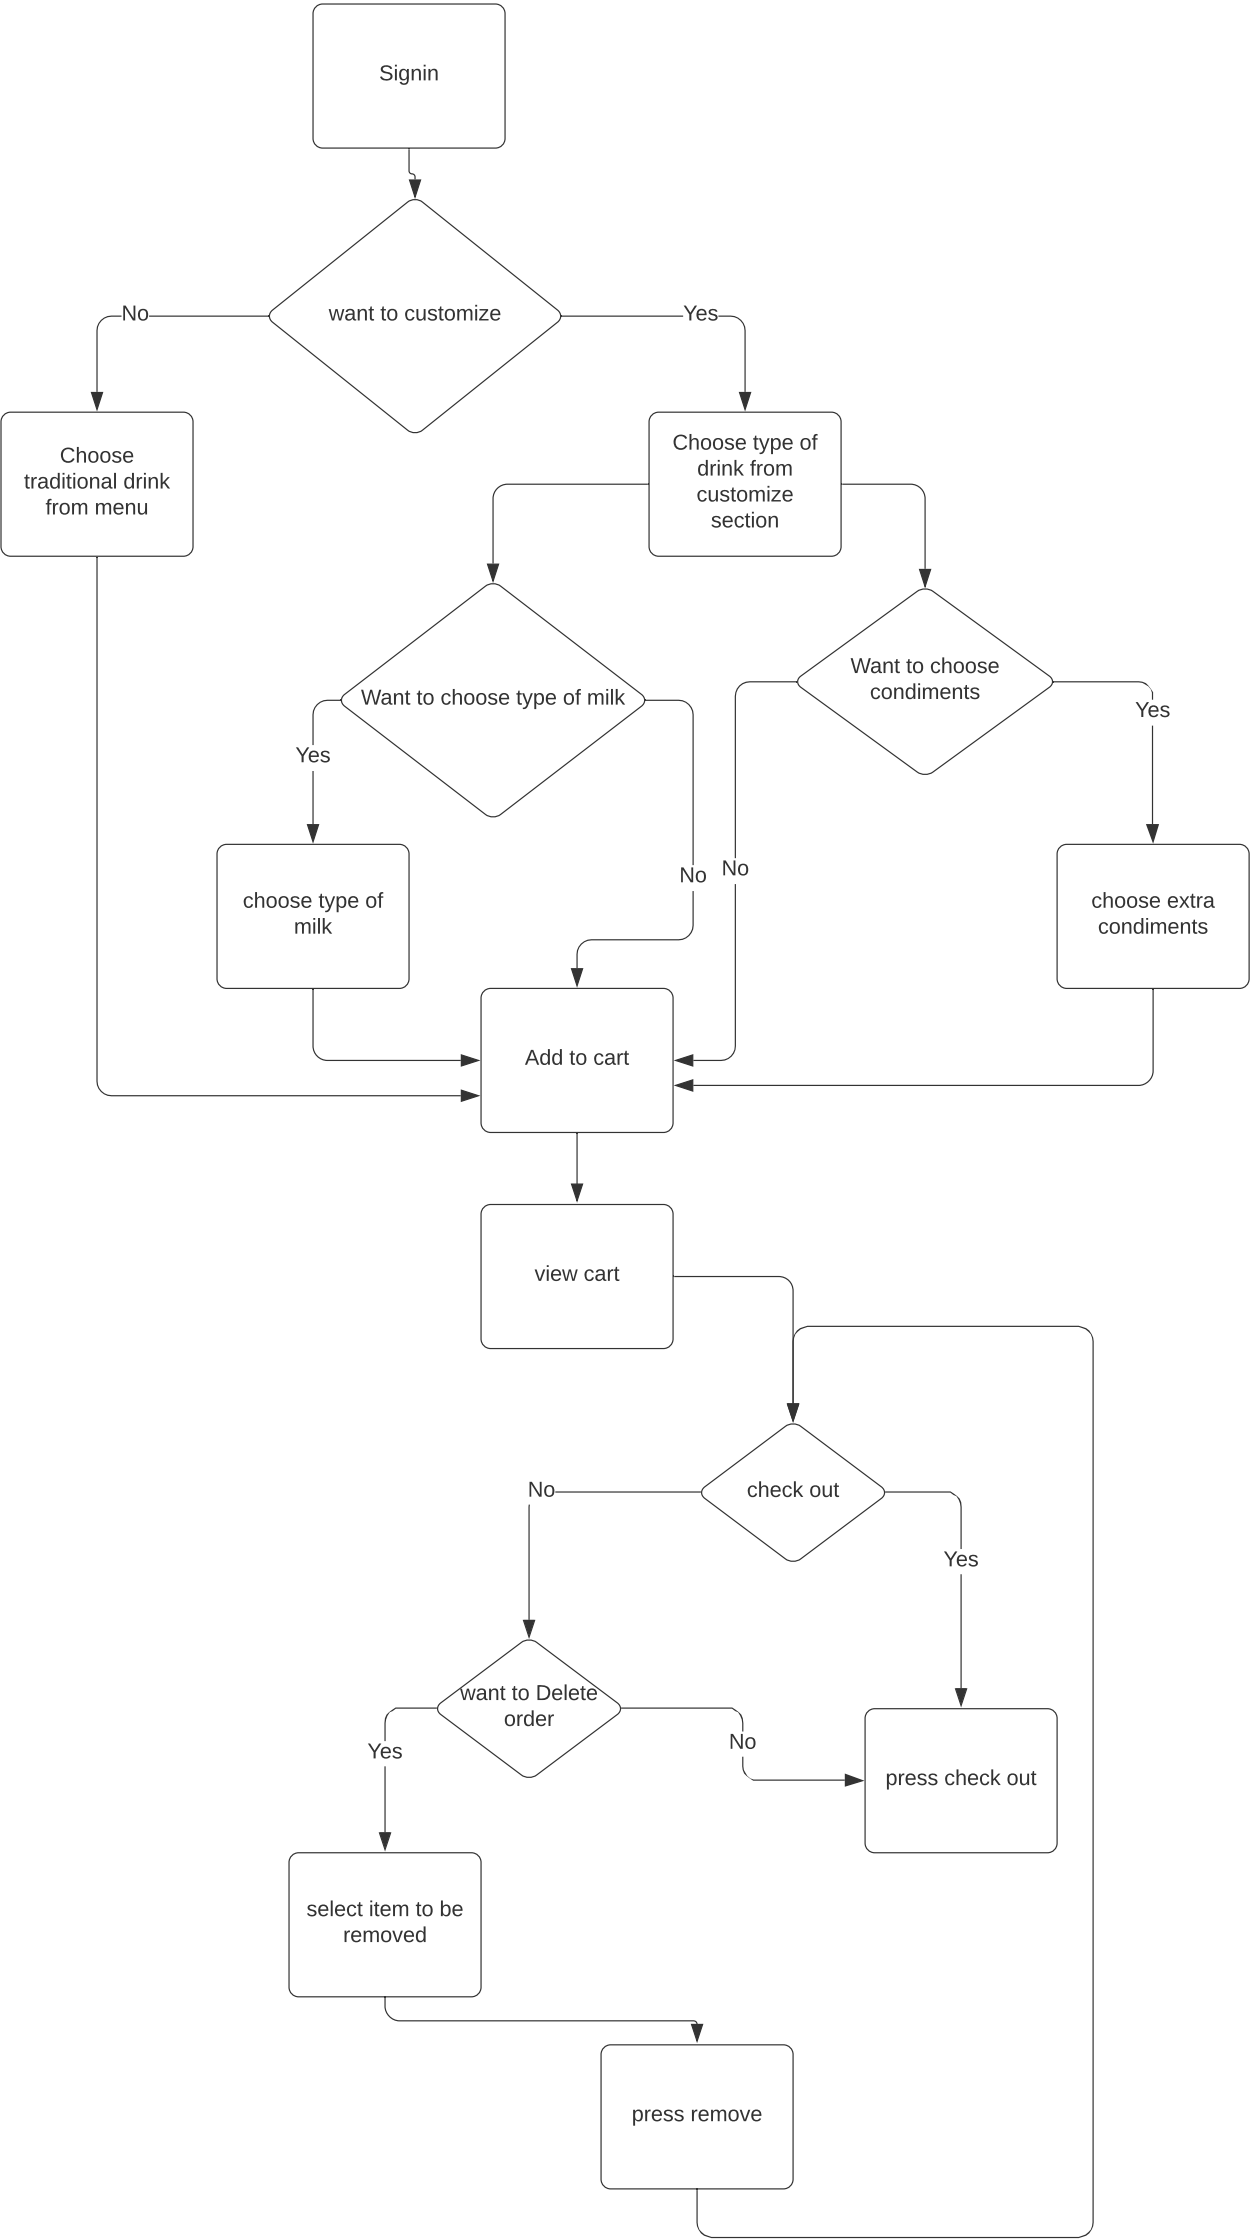 Signin
want to customize
No
Yes
Choose
traditional drink
from menu
Choose type of
drink from
customize
section
Want to choose type of milk
Want to choose
condiments
Yes
No
No
Yes
choose type of
milk
choose extra
condiments
Add to cart
view cart
check out
No
Yes
want to Delete
order
Yes
No
press check out
select item to be
removed
press remove